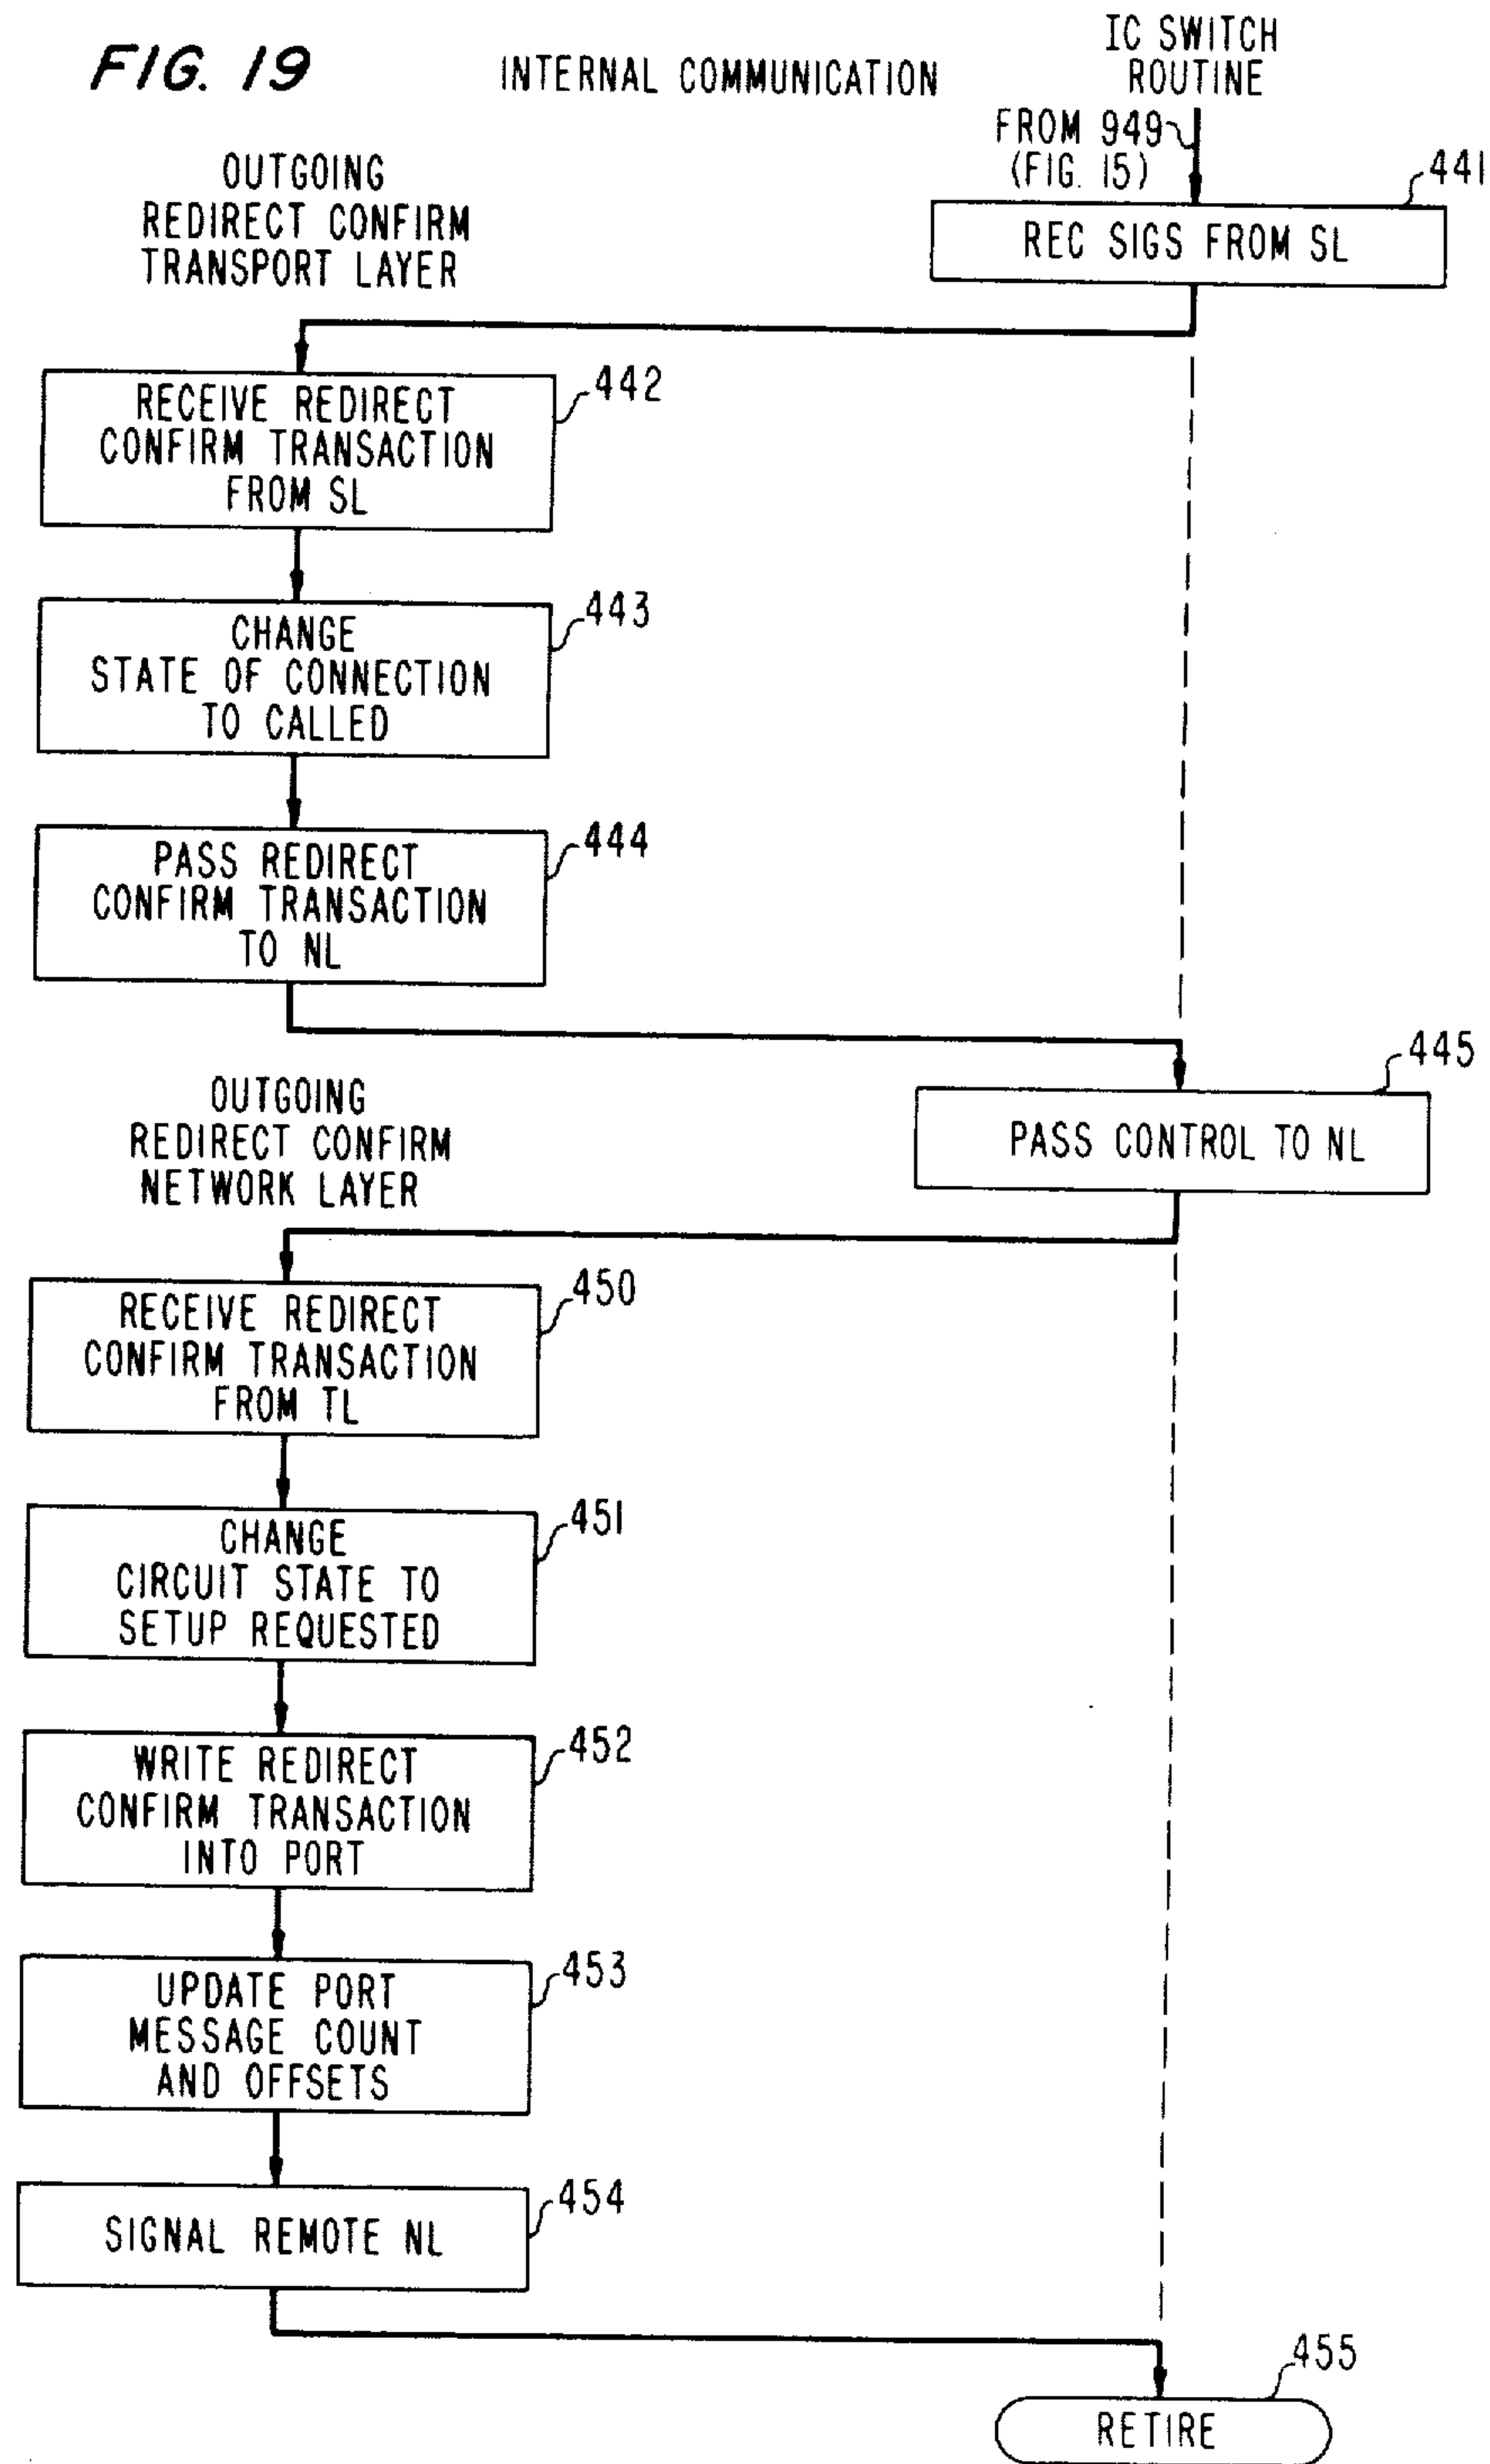 FIG. 19
INTERNAL COMMUNICATION
IC SWITCH
ROUTINE
FROM 949
(FIG. 15)
OUTGOING
REDIRECT CONFIRM
TRANSPORT LAYER
441
REC SIGS FROM SL
442
RECEIVE REDIRECT
CONFIRM TRANSACTION
FROM SL
443
CHANGE
STATE OF CONNECTION
TO CALLED
444
PASS REDIRECT
CONFIRM TRANSACTION
TO NL
445
PASS CONTROL TO NL
OUTGOING
REDIRECT CONFIRM
NETWORK LAYER
450
RECEIVE REDIRECT
CONFIRM TRANSACTION
FROM TL
451
CHANGE
CIRCUIT STATE TO
SETUP REQUESTED
452
WRITE REDIRECT
CONFIRM TRANSACTION
INTO PORT
453
UPDATE PORT
MESSAGE COUNT
AND OFFSETS
454
SIGNAL REMOTE NL
455
RETIRE